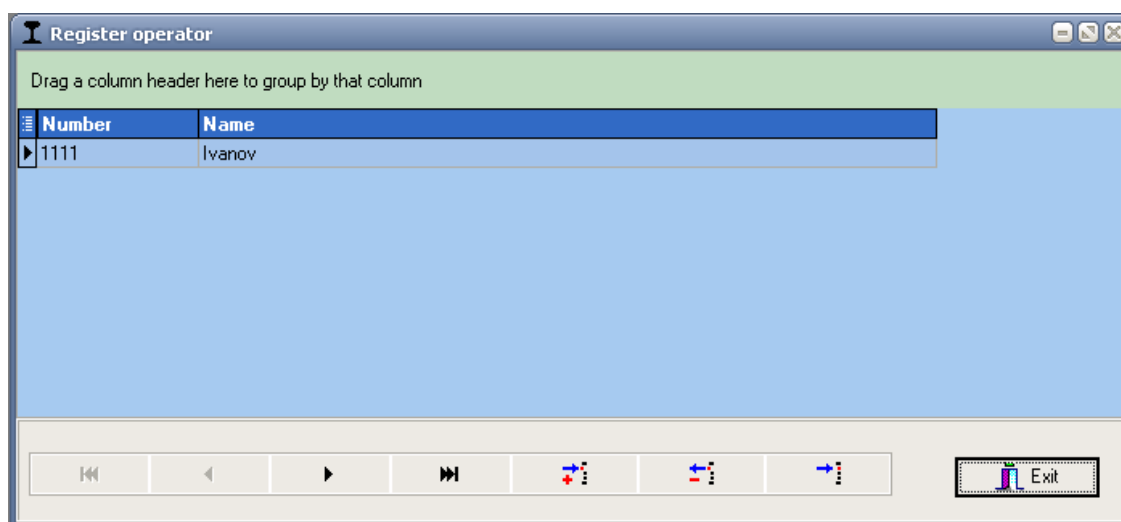 Register operator
Drag a column header here to group by that column
Number Name
1111 Ivanov
Exit